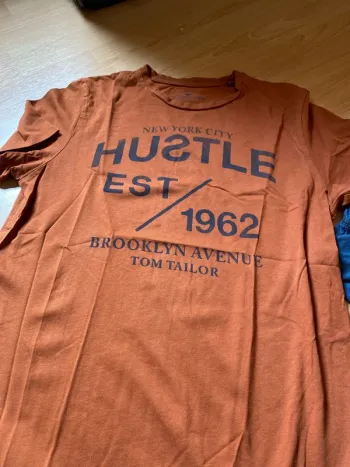 NEW YORK CITY
HUSTLE
EST / 1962
BROOKLYN AVENUE
TOM TAILOR